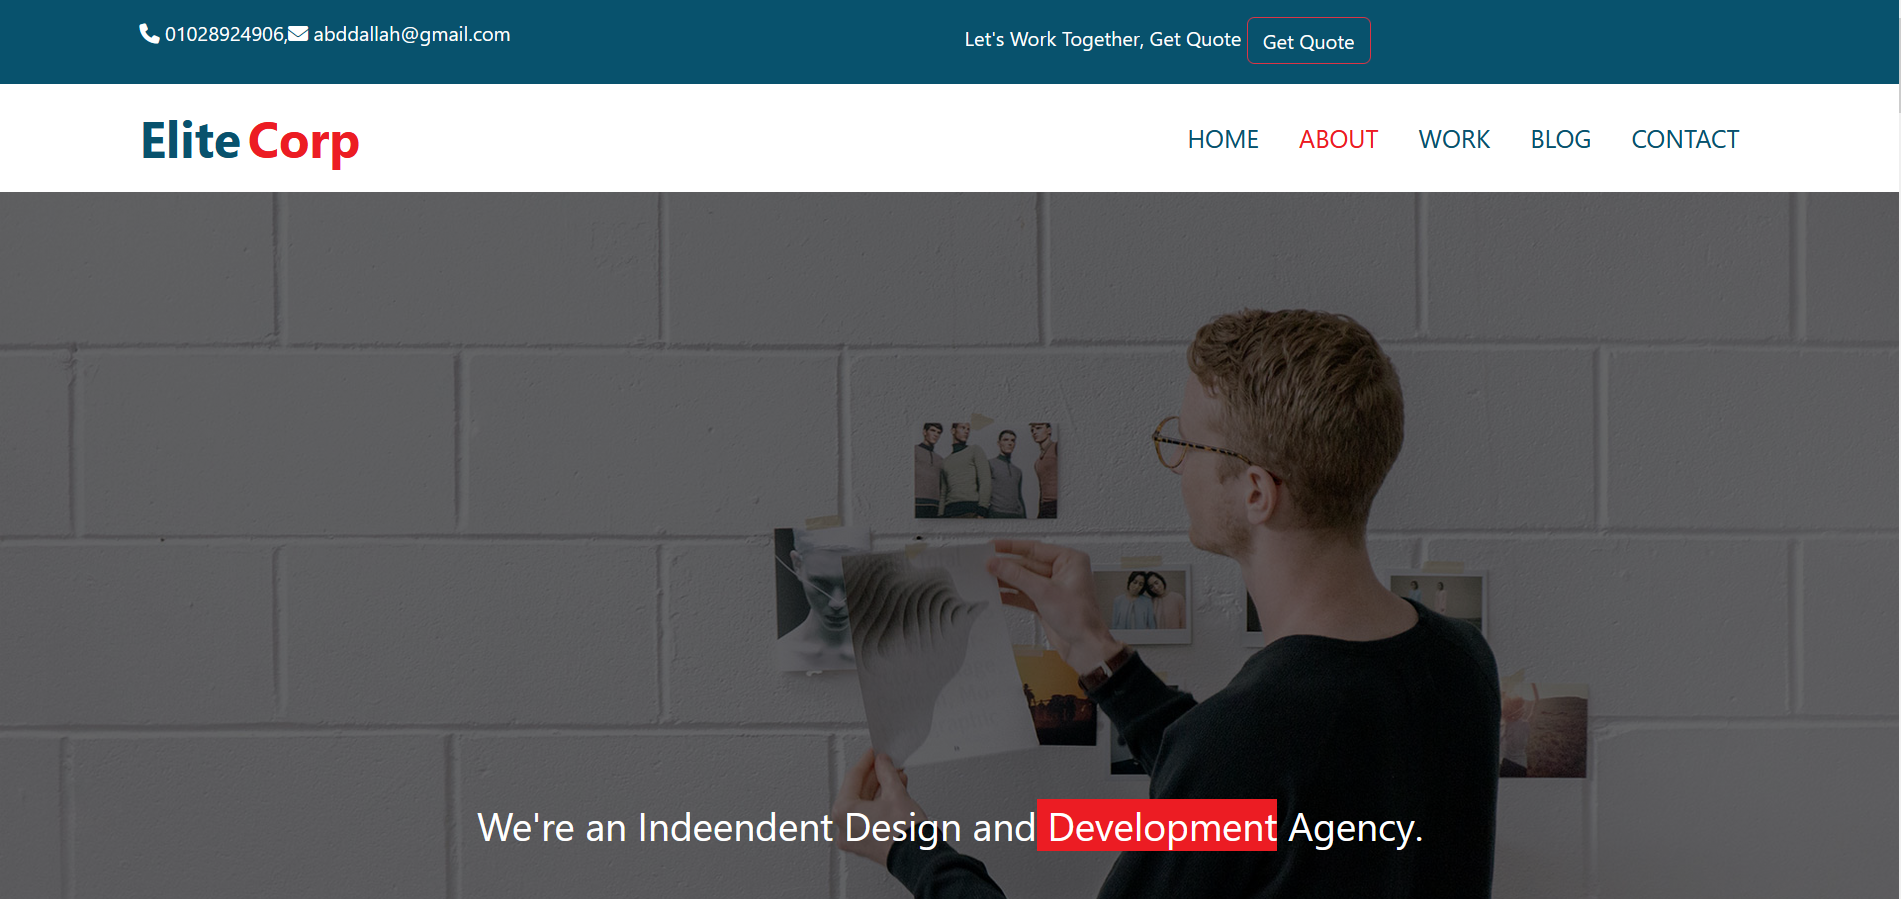 01028924906, abddallah@gmail.com
Let's Work Together, Get Quote Get Quote
Elite Corp
HOME ABOUT WORK BLOG CONTACT
We're an Indeendent Design and Development Agency.